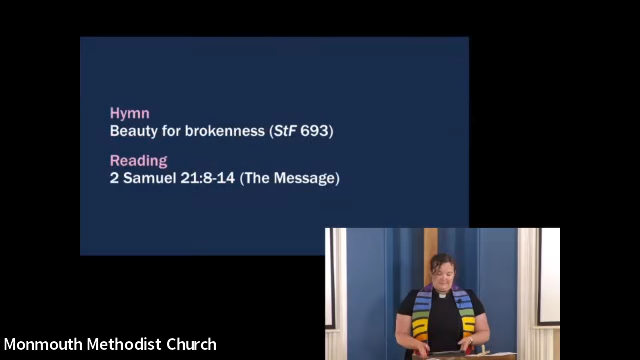 Hymn
Beauty for brokenness (StF 693)
Reading
2 Samuel 21:8-14 (The Message)
Monmouth Methodist Church